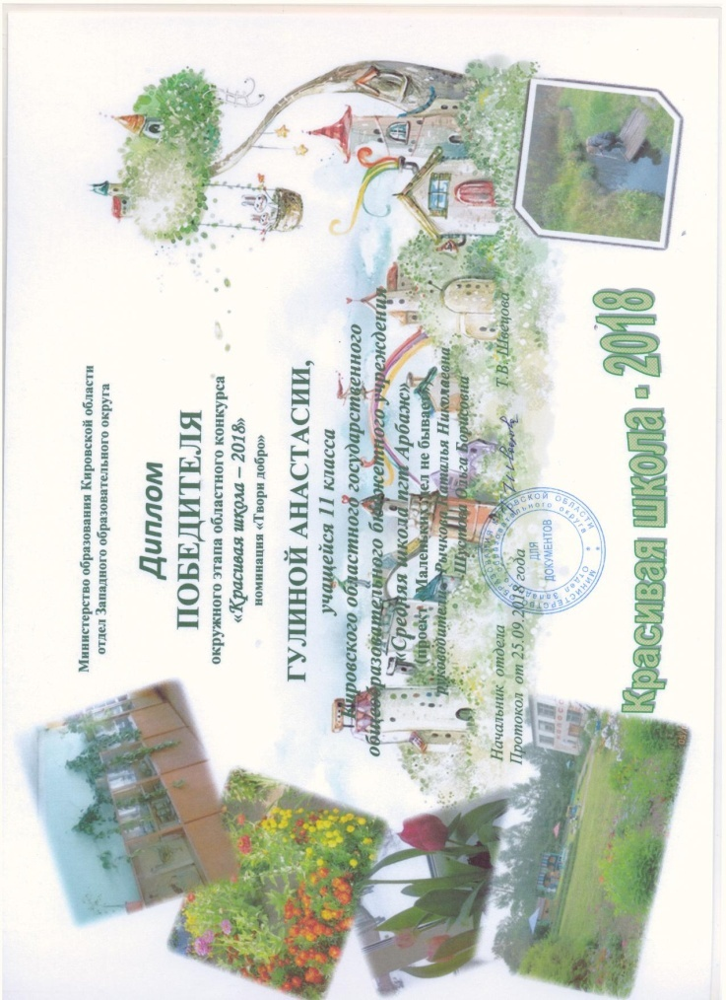 Министерство образования Кировской области
отдел Западного образовательного округа
Диплом
ПОБЕДИТЕЛЯ
окружного этапа областного конкурса
«Красивая школа – 2018»
номинация «Твори добро»
ГУЛИНОЙ АНАСТАСИИ,
учащейся 11 класса
Кировского областного государственного
общеобразовательного бюджетного учреждения
«Средняя школа пгт Арбаж»
(проект «Маленьких дел не бывает»,
руководители: Рычкова Наталья Николаевна
Шкулина Ольга Борисовна
Начальник отдела Т.В. Швецова
Протокол от 25.09.2018 года
ДЛЯ
ДОКУМЕНТОВ
Красивая школа - 2018